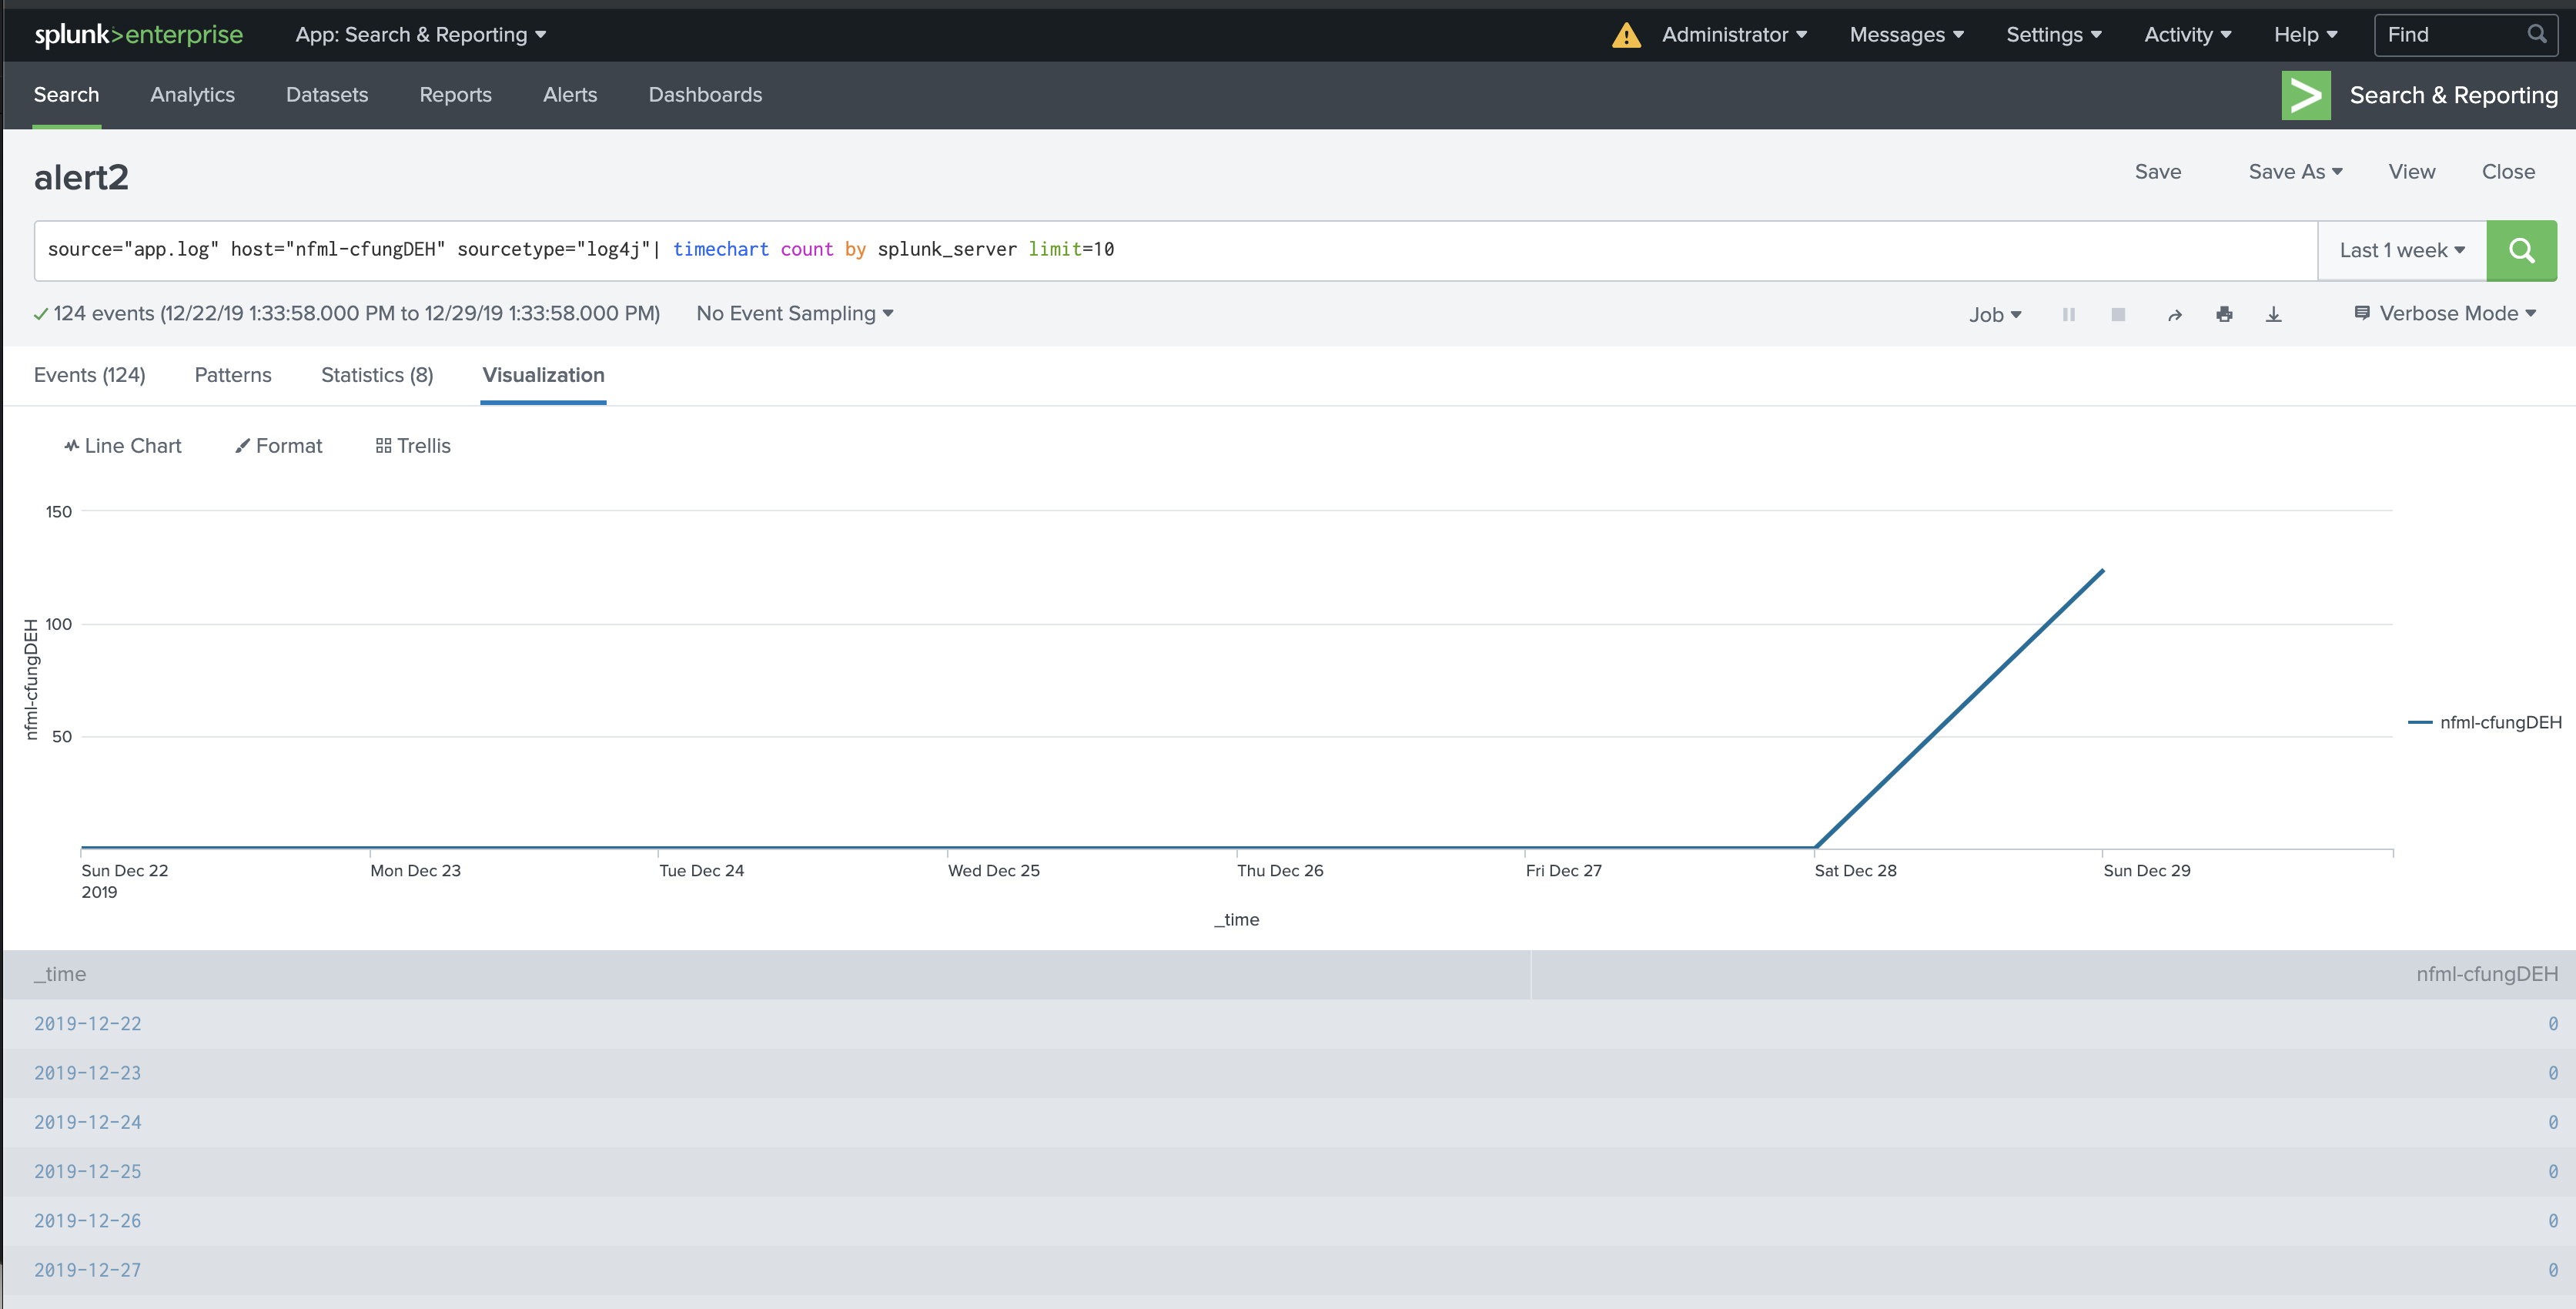 splunk>enterprise App: Search & Reporting Administrator Messages Settings Activity Help Find
Search Analytics Datasets Reports Alerts Dashboards Search & Reporting
alert2 Save Save As View Close
source="app.log" host="nfml-cfungDEH" sourcetype="log4j"| timechart count by splunk_server limit=10 Last 1 week
124 events (12/22/19 1:33:58.000 PM to 12/29/19 1:33:58.000 PM) No Event Sampling Job Verbose Mode
Events (124) Patterns Statistics (8) Visualization
Line Chart Format Trellis
150
100
50
nfml-cfungDEH
nfml-cfungDEH
Sun Dec 22 Mon Dec 23 Tue Dec 24 Wed Dec 25 Thu Dec 26 Fri Dec 27 Sat Dec 28 Sun Dec 29
2019
_time
_time nfml-cfungDEH
2019-12-22 0
2019-12-23 0
2019-12-24 0
2019-12-25 0
2019-12-26 0
2019-12-27 0